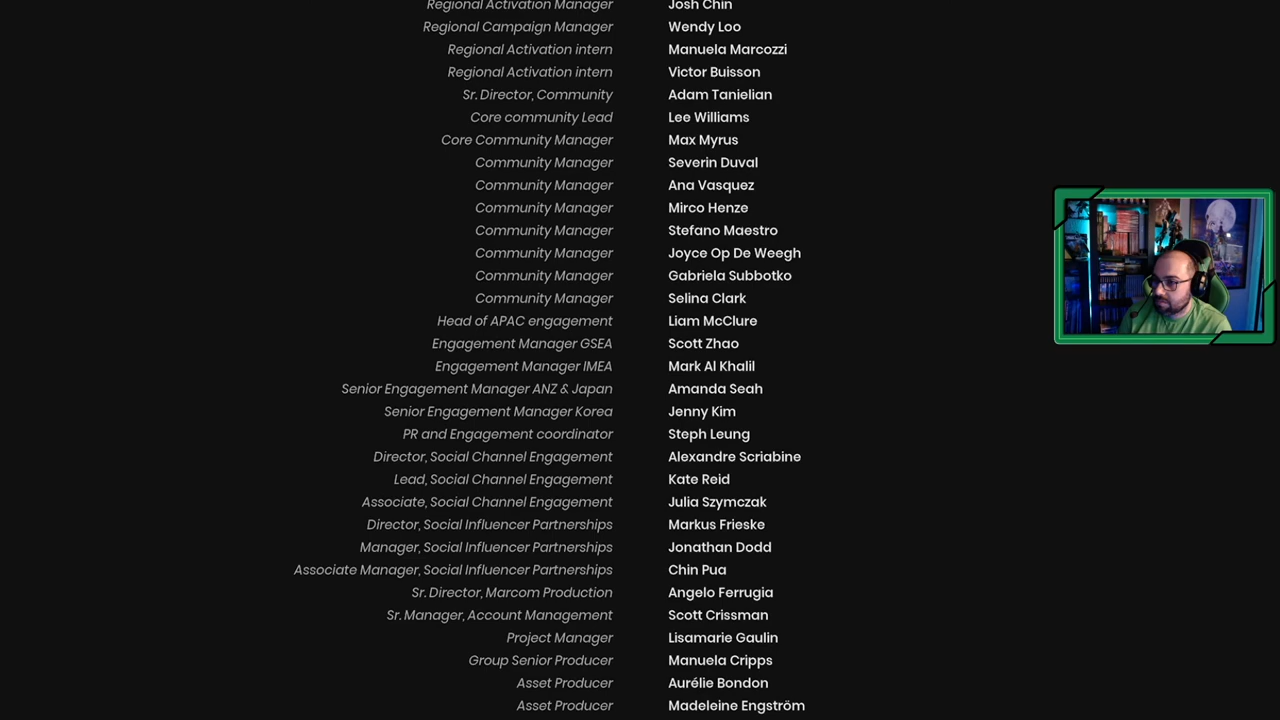 Regional Activation Manager Josh Chin
Regional Campaign Manager Wendy Loo
Regional Activation intern Manuela Marcozzi
Regional Activation intern Victor Buisson
Sr. Director, Community Adam Tanielian
Core community Lead Lee Williams
Core Community Manager Max Myrus
Community Manager Severin Duval
Community Manager Ana Vasquez
Community Manager Mirco Henze
Community Manager Stefano Maestro
Community Manager Joyce Op De Weegh
Community Manager Gabriela Subbotko
Community Manager Selina Clark
Head of APAC engagement Liam McClure
Engagement Manager GSEA Scott Zhao
Engagement Manager IMEA Mark Al Khalil
Senior Engagement Manager ANZ & Japan Amanda Seah
Senior Engagement Manager Korea Jenny Kim
PR and Engagement coordinator Steph Leung
Director, Social Channel Engagement Alexandre Scriabine
Lead, Social Channel Engagement Kate Reid
Associate, Social Channel Engagement Julia Szymczak
Director, Social Influencer Partnerships Markus Frieske
Manager, Social Influencer Partnerships Jonathan Dodd
Associate Manager, Social Influencer Partnerships Chin Pua
Sr. Director, Marcom Production Angelo Ferrugia
Sr. Manager, Account Management Scott Crissman
Project Manager Lisamarie Gaulin
Group Senior Producer Manuela Cripps
Asset Producer Aurélie Bondon
Asset Producer Madeleine Engström